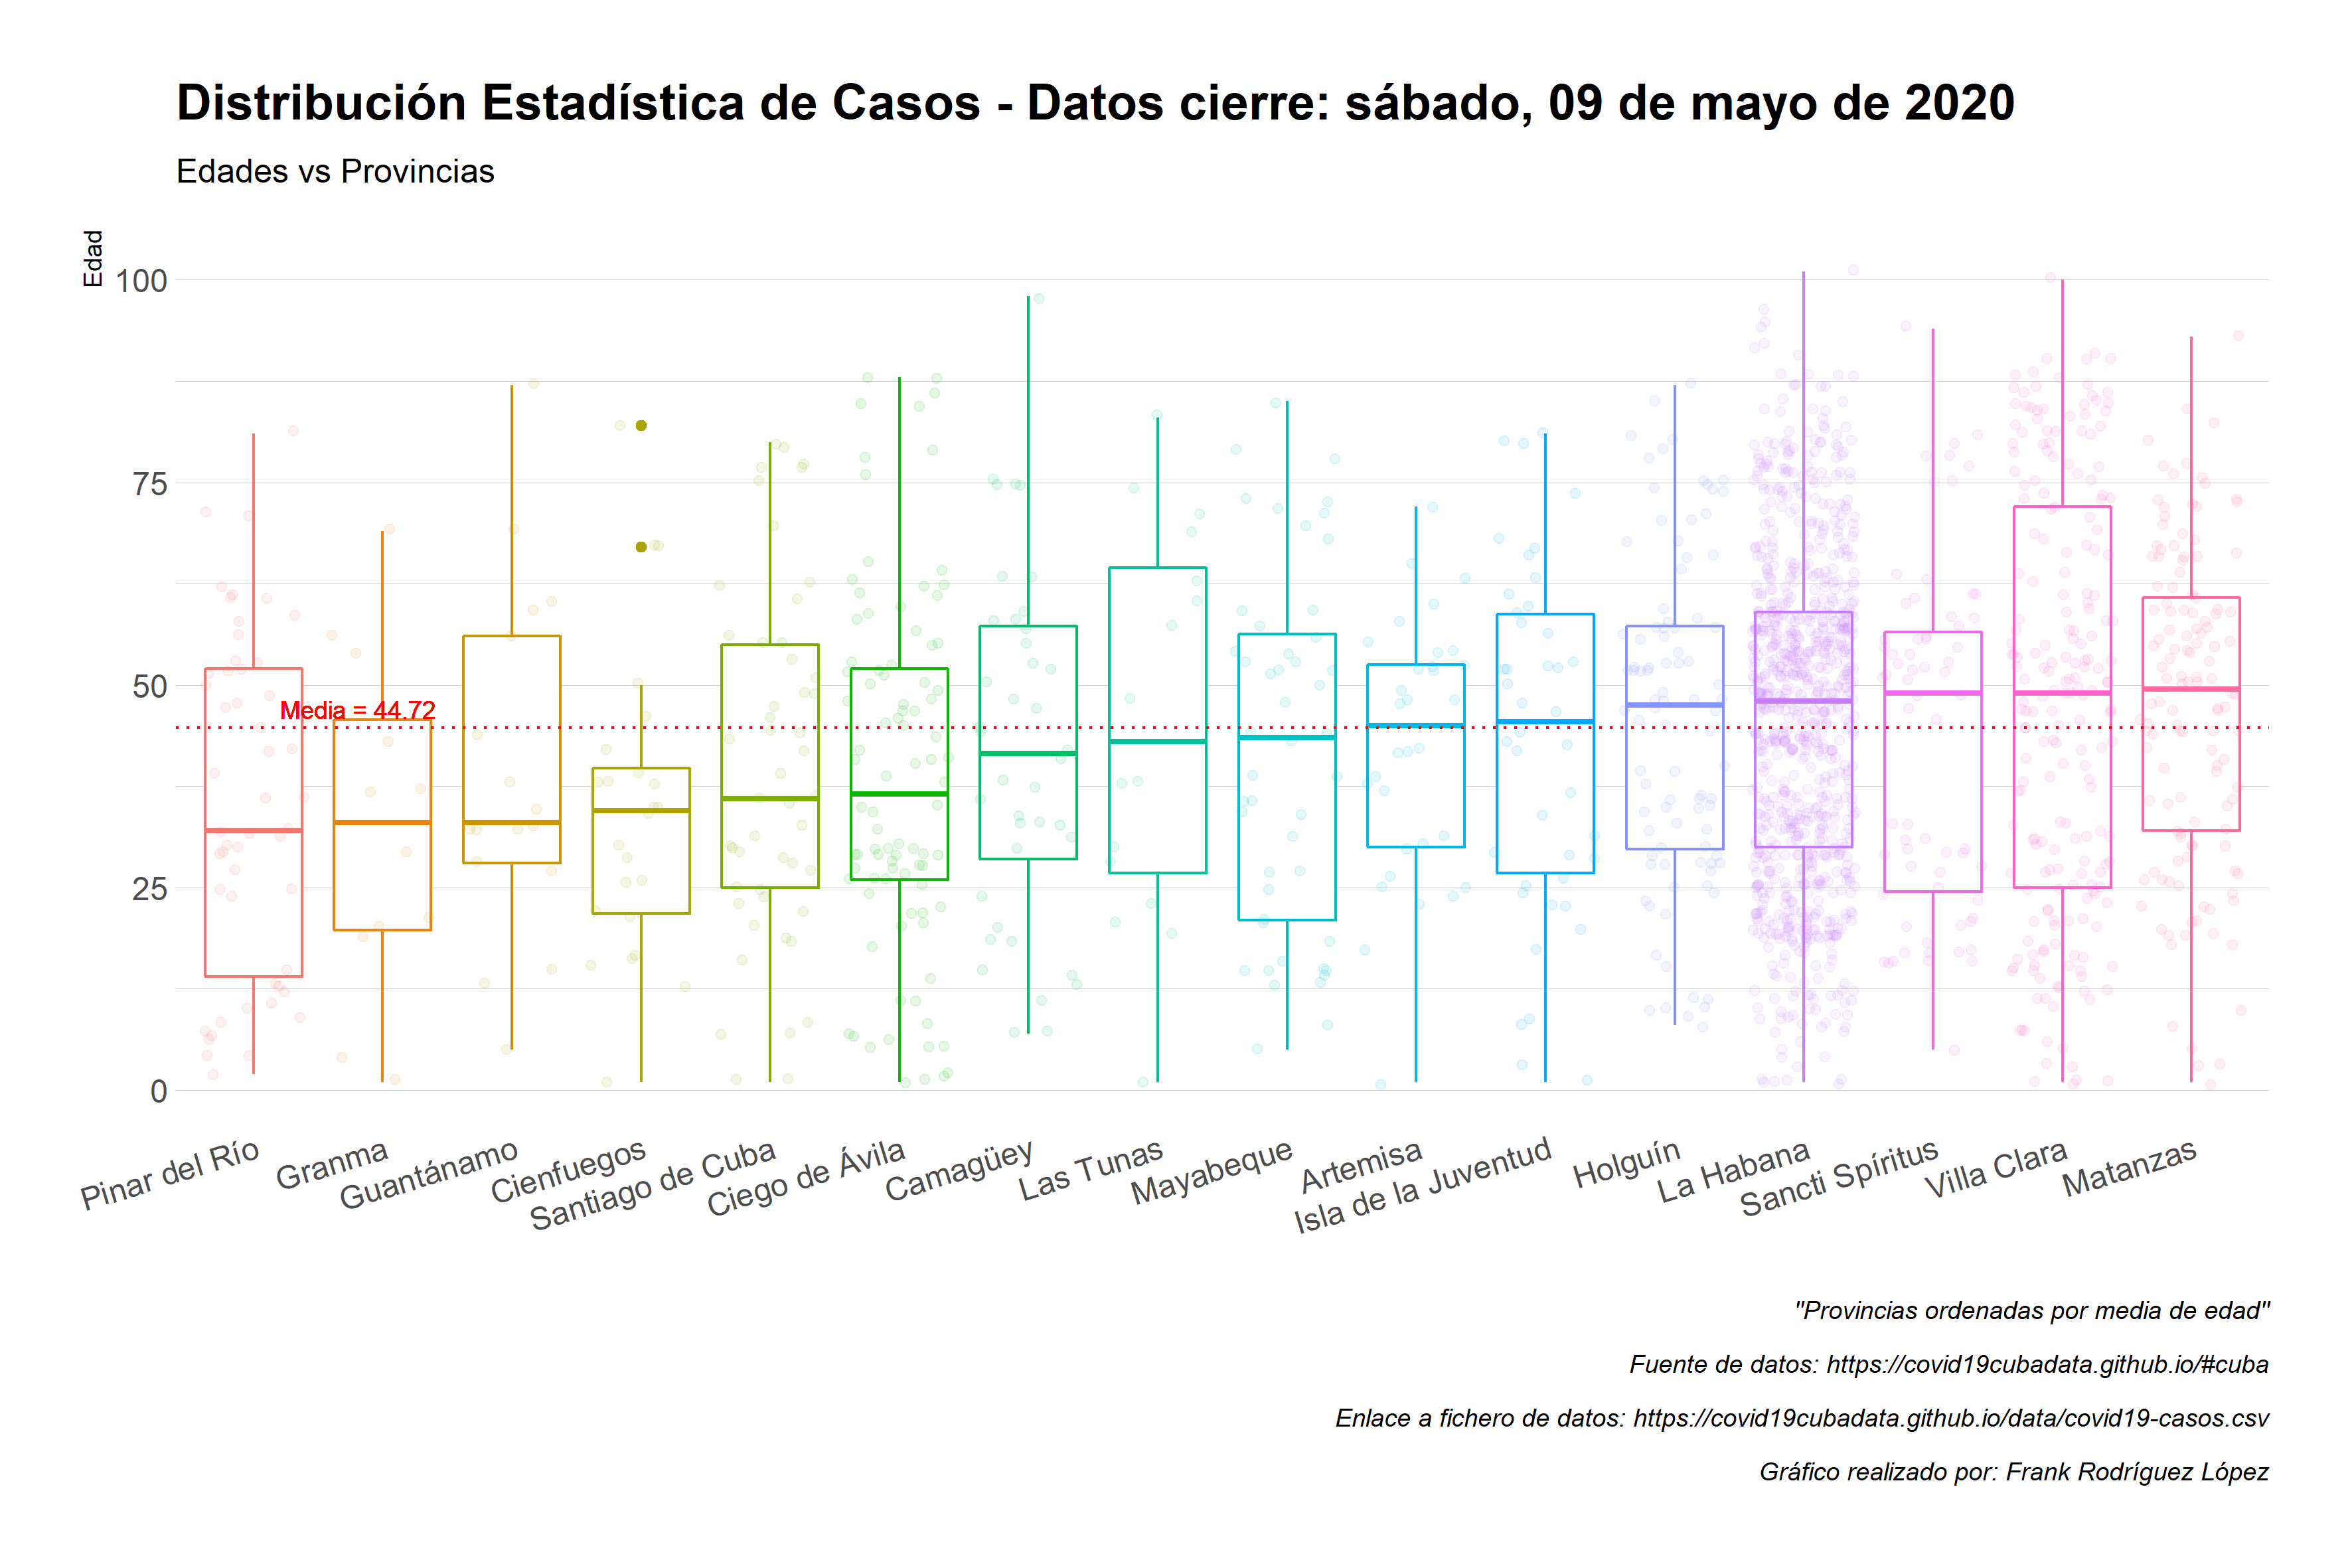 Distribución Estadística de Casos - Datos cierre: sábado, 09 de mayo de 2020
Edades vs Provincias
Edad
100
75
50
25
0
Media = 44.72
Pinar del Río
Granma
Guantánamo
Cienfuegos
Santiago de Cuba
Ciego de Ávila
Camagüey
Las Tunas
Mayabeque
Artemisa
Isla de la Juventud
Holguín
La Habana
Sancti Spíritus
Villa Clara
Matanzas
"Provincias ordenadas por media de edad"
Fuente de datos: https://covid19cubadata.github.io/#cuba
Enlace a fichero de datos: https://covid19cubadata.github.io/data/covid19-casos.csv
Gráfico realizado por: Frank Rodríguez López